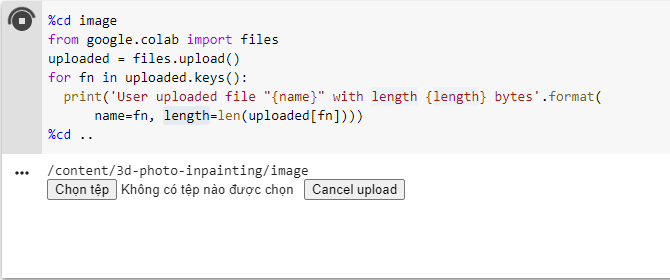 %cd image
from google.colab import files
uploaded = files.upload()
for fn in uploaded.keys():
  print('User uploaded file "{name}" with length {length} bytes'.format(
      name=fn, length=len(uploaded[fn])))
%cd ..
/content/3d-photo-inpainting/image
Chọn tệp Không có tệp nào được chọn Cancel upload